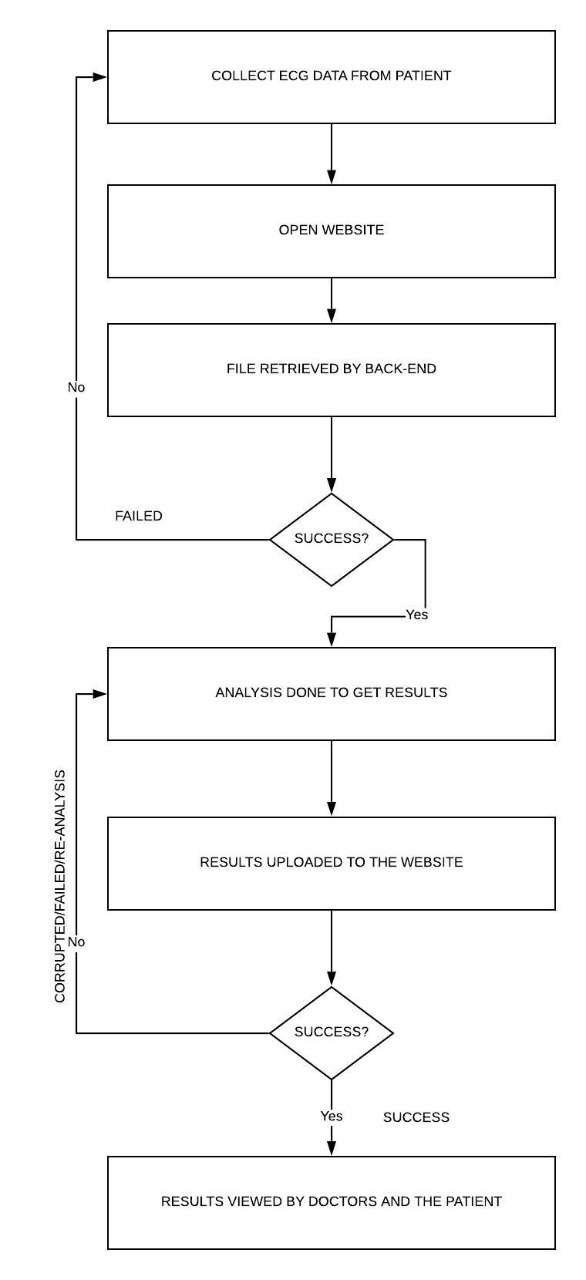 COLLECT ECG DATA FROM PATIENT
OPEN WEBSITE
FILE RETRIEVED BY BACK-END
No
FAILED
SUCCESS?
Yes
ANALYSIS DONE TO GET RESULTS
RESULTS UPLOADED TO THE WEBSITE
CORRUPTED/FAILED/RE-ANALYSIS
No
SUCCESS?
Yes
SUCCESS
RESULTS VIEWED BY DOCTORS AND THE PATIENT